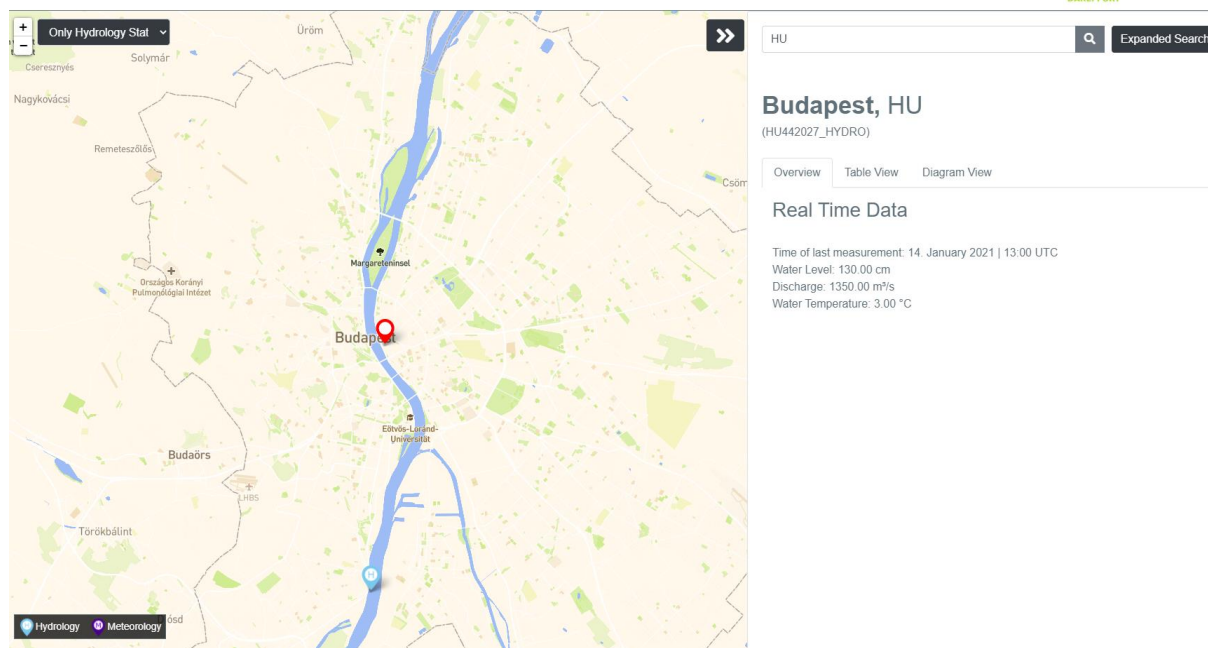 +
−
Only Hydrology Stat
Üröm
Solymár
Cseresznyés
Nagykovácsi
Remeteszőlős
Csöm
Margareteninsel
Országos Korányi
Pulmonológiai Intézet
Budapest
Eötvös-Loránd-
Universität
Budaörs
LHBS
Törökbálint
H
Hydrology
Meteorology
HU
Expanded Search
Budapest, HU
(HU442027_HYDRO)
Overview
Table View
Diagram View
Real Time Data
Time of last measurement: 14. January 2021 | 13:00 UTC
Water Level: 130.00 cm
Discharge: 1350.00 m³/s
Water Temperature: 3.00 °C